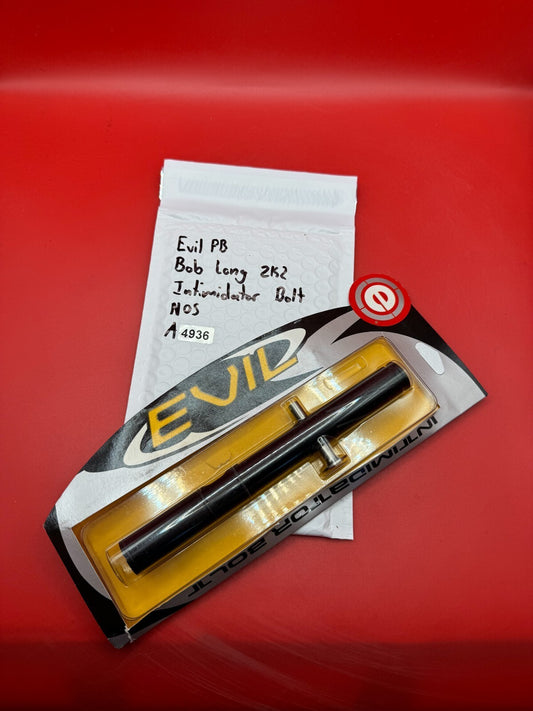 Evil PB
Bob Long 2K2
Intimidator Bolt
NOS
A 4936
e
EVIL
INTIMIDATOR BOLT